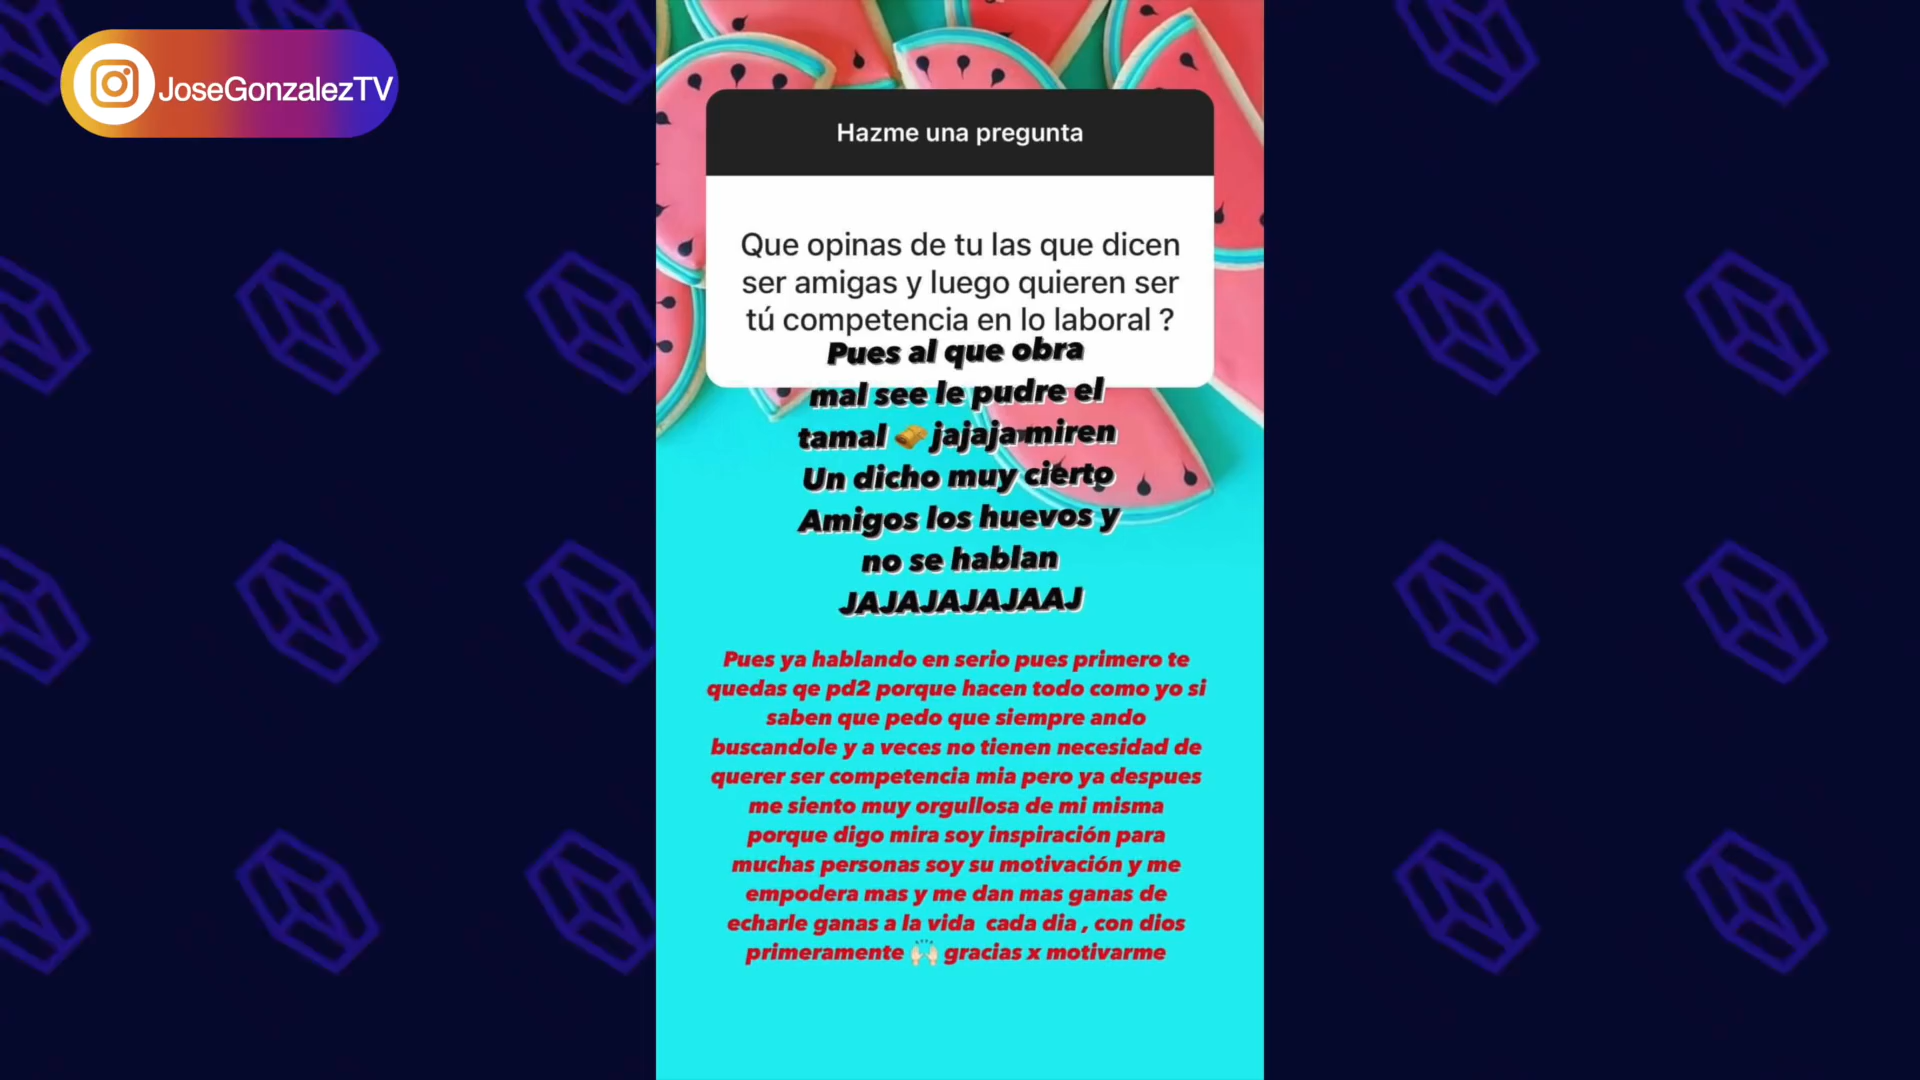 JoseGonzalezTV
Hazme una pregunta
Que opinas de tu las que dicen
ser amigas y luego quieren ser
tú competencia en lo laboral ?
Pues al que obra
mal see le pudre el
tamal 🫔 jajaja miren
Un dicho muy cierto
Amigos los huevos y
no se hablan
JAJAJAJAJAAJ
Pues ya hablando en serio pues primero te
quedas qe pd2 porque hacen todo como yo si
saben que pedo que siempre ando
buscandole y a veces no tienen necesidad de
querer ser competencia mia pero ya despues
me siento muy orgullosa de mi misma
porque digo mira soy inspiración para
muchas personas soy su motivación y me
empodera mas y me dan mas ganas de
echarle ganas a la vida  cada dia , con dios
primeramente 🙌🏻 gracias x motivarme